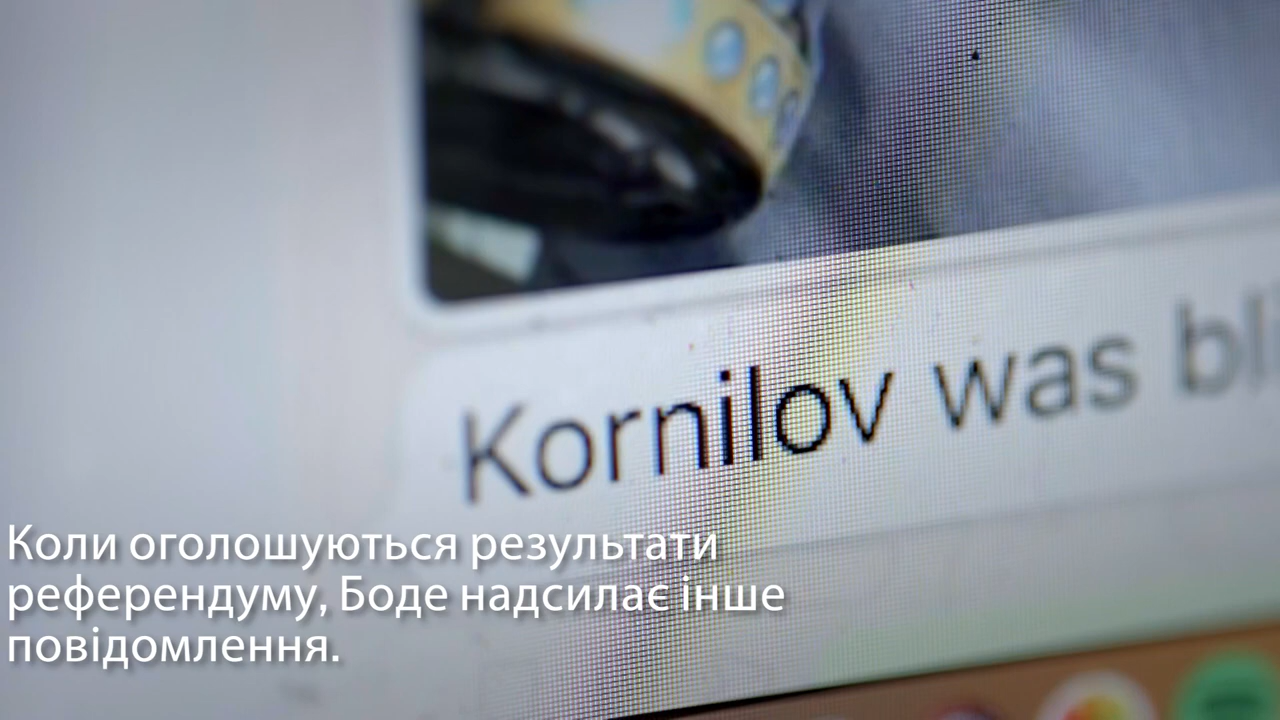 Kornilov was
Коли оголошуються результати
референдуму, Боде надсилає інше
повідомлення.